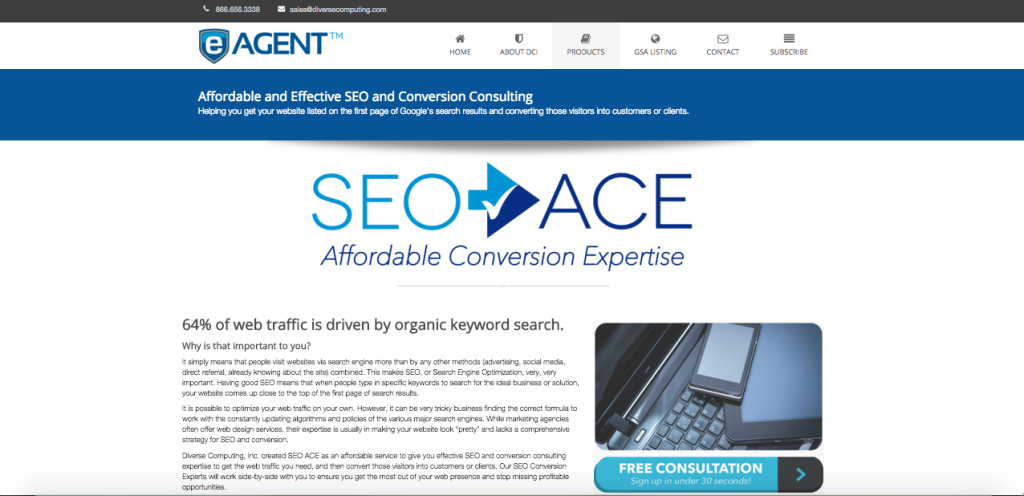 866.656.3338 sales@diversecomputing.com
e AGENT™
HOME ABOUT DCI PRODUCTS GSA LISTING CONTACT SUBSCRIBE
Affordable and Effective SEO and Conversion Consulting
Helping you get your website listed on the first page of Google's search results and converting those visitors into customers or clients.
SEO ACE
Affordable Conversion Expertise
64% of web traffic is driven by organic keyword search.
Why is that important to you?
It simply means that people visit websites via search engine more than by any other methods (advertising, social media,
direct referral, already knowing about the site) combined. This makes SEO, or Search Engine Optimization, very, very
important. Having good SEO means that when people type in specific keywords to search for the ideal business or solution,
your website comes up close to the top of the first page of search results.
It is possible to optimize your web traffic on your own. However, it can be very tricky business finding the correct formula to
work with the constantly updating algorithms and policies of the various major search engines. While marketing agencies
often offer web design services, their expertise is usually in making your website look "pretty" and lacks a comprehensive
strategy for SEO and conversion.
Diverse Computing, Inc. created SEO ACE as an affordable service to give you effective SEO and conversion consulting
expertise to get the web traffic you need, and then convert those visitors into customers or clients. Our SEO Conversion
Experts will work side-by-side with you to ensure you get the most out of your web presence and stop missing profitable
opportunities.
FREE CONSULTATION
Sign up in under 30 seconds!